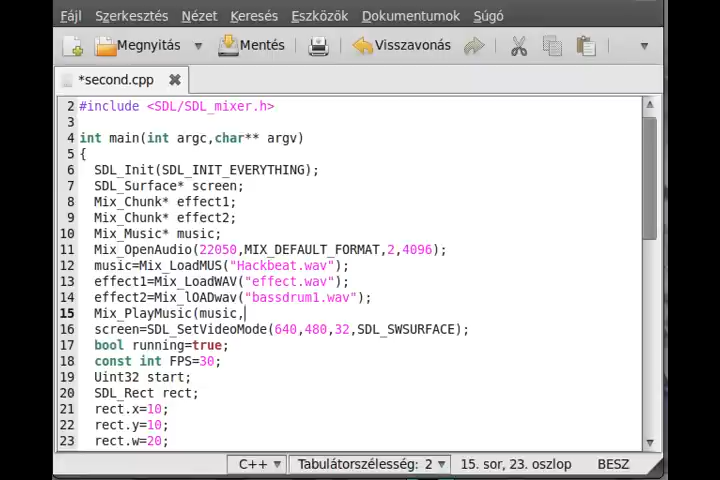 Fájl Szerkesztés Nézet Keresés Eszközök Dokumentumok Súgó
Megnyitás Mentés Visszavonás
*second.cpp
2 #include <SDL/SDL_mixer.h>
3
4 int main(int argc,char** argv)
5 {
6 SDL_Init(SDL_INIT_EVERYTHING);
7 SDL_Surface* screen;
8 Mix_Chunk* effect1;
9 Mix_Chunk* effect2;
10 Mix_Music* music;
11 Mix_OpenAudio(22050,MIX_DEFAULT_FORMAT,2,4096);
12 music=Mix_LoadMUS("Hackbeat.wav");
13 effect1=Mix_LoadWAV("effect.wav");
14 effect2=Mix_lOADwav("bassdrum1.wav");
15 Mix_PlayMusic(music,
16 screen=SDL_SetVideoMode(640,480,32,SDL_SWSURFACE);
17 bool running=true;
18 const int FPS=30;
19 Uint32 start;
20 SDL_Rect rect;
21 rect.x=10;
22 rect.y=10;
23 rect.w=20;
C++ Tabulátorszélesség: 2 15. sor, 23. oszlop BESZ